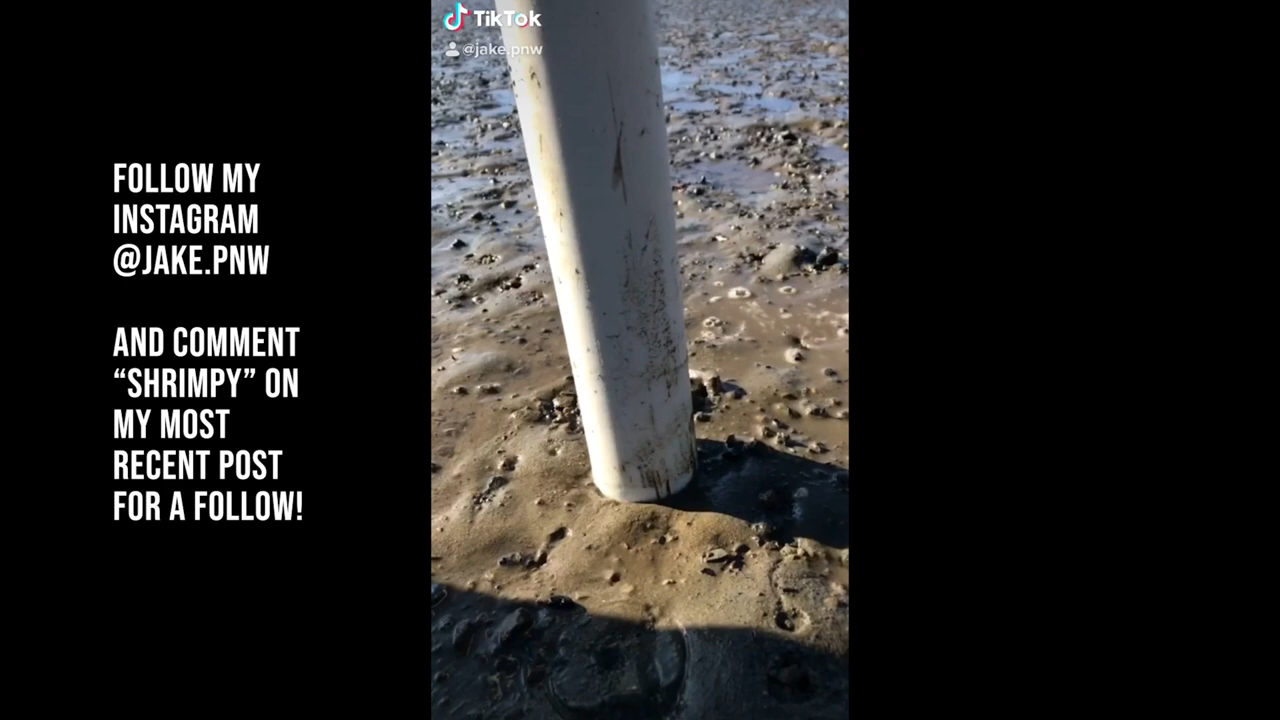 TikTok
@jake.pnw
FOLLOW MY
INSTAGRAM
@JAKE.PNW
AND COMMENT
“SHRIMPY” ON
MY MOST
RECENT POST
FOR A FOLLOW!